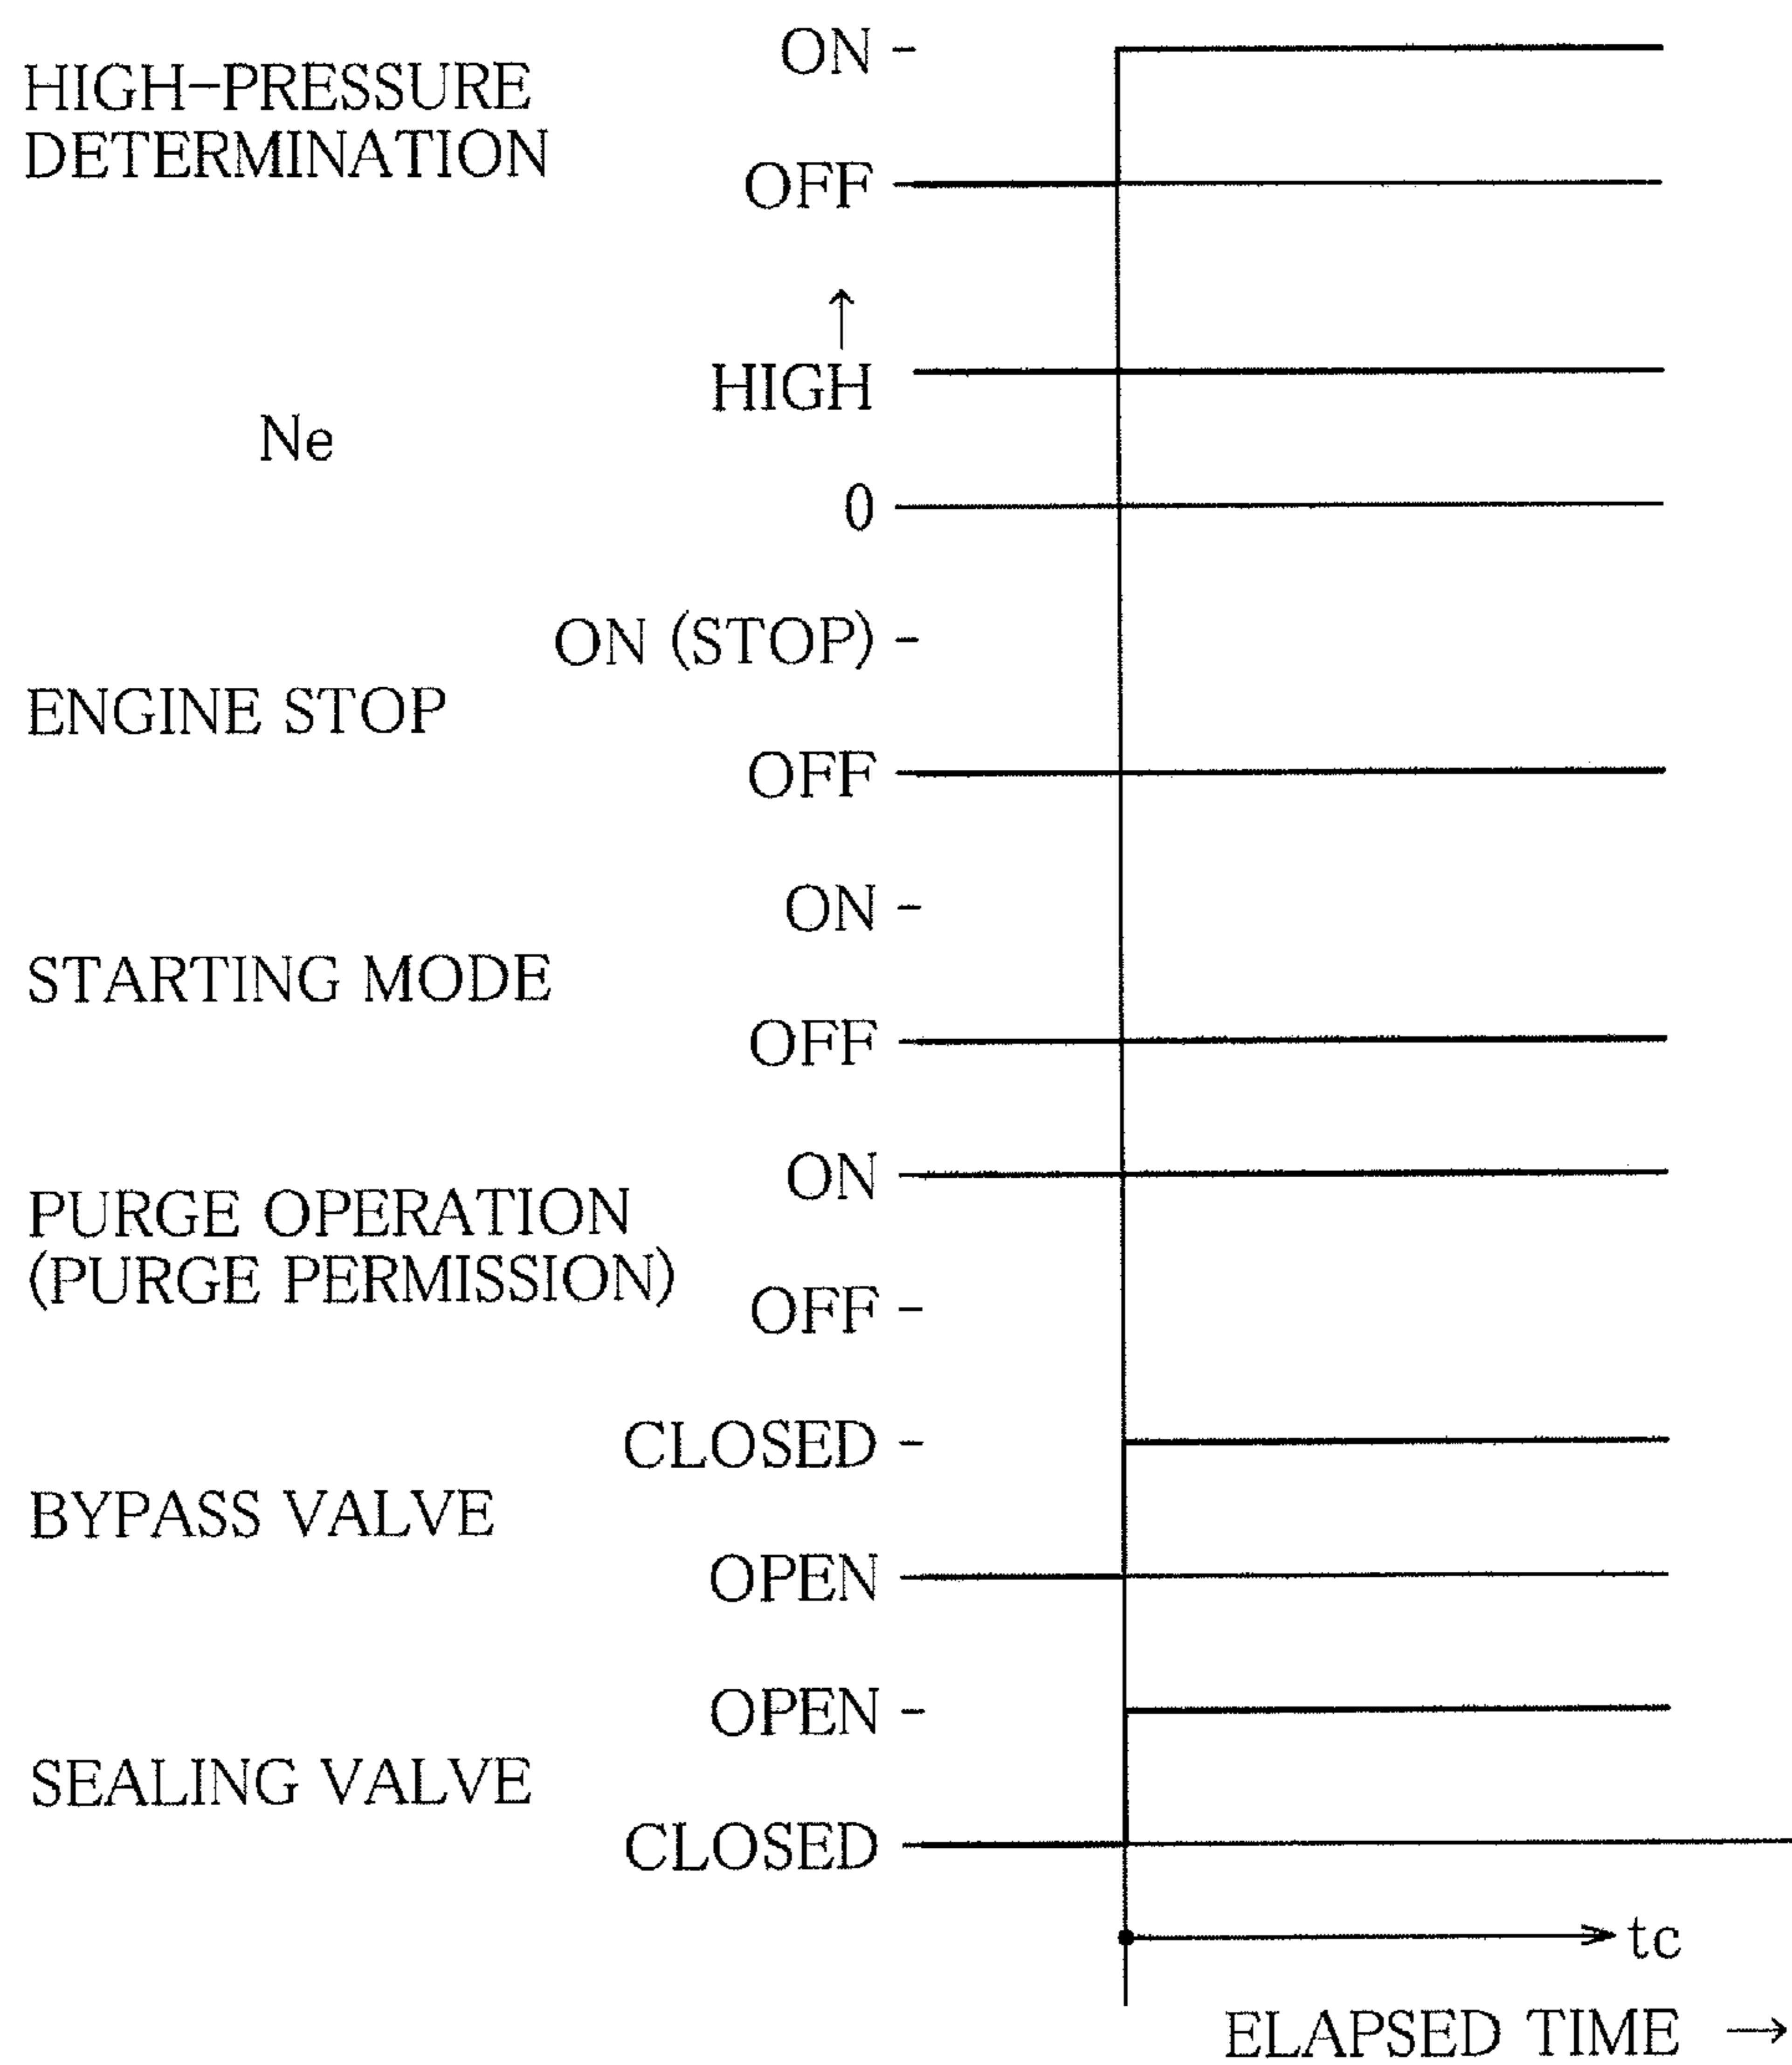 HIGH-PRESSURE
DETERMINATION
ON
OFF
↑
HIGH
Ne
0
ENGINE STOP
ON (STOP)
OFF
STARTING MODE
ON
OFF
PURGE OPERATION
(PURGE PERMISSION)
ON
OFF
BYPASS VALVE
CLOSED
OPEN
SEALING VALVE
OPEN
CLOSED
tc
ELAPSED TIME →